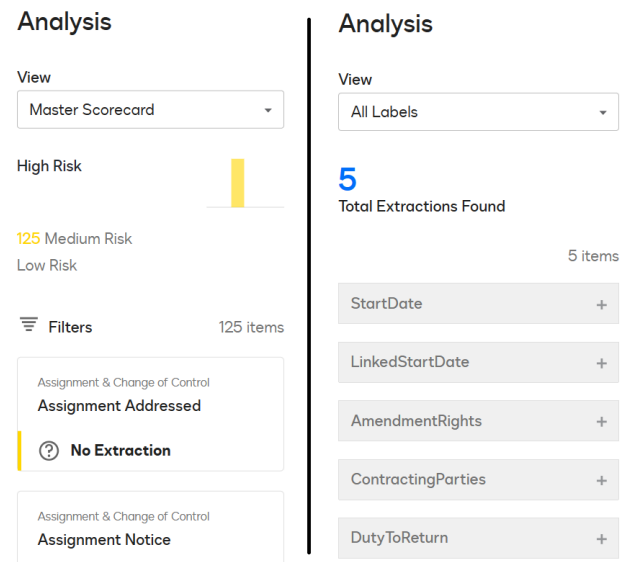 Analysis
View
Master Scorecard
High Risk
125 Medium Risk
Low Risk
Filters
125 items
Assignment & Change of Control
Assignment Addressed
No Extraction
Assignment & Change of Control
Assignment Notice
Analysis
View
All Labels
5
Total Extractions Found
5 items
StartDate
LinkedStartDate
AmendmentRights
ContractingParties
DutyToReturn